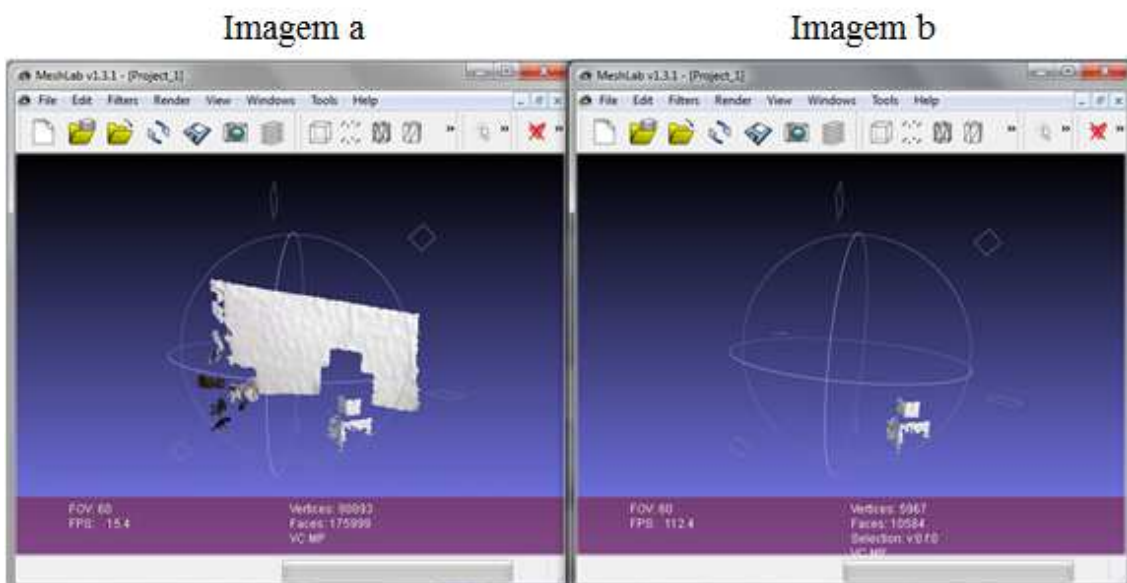 Imagem a
Imagem b
MeshLab v1.3.1 - [Project_1]
File Edit Filters Render View Windows Tools Help
FOV: 60
FPS: 15.4
Faces: 175999
VC MP
MeshLab v1.3.1 - [Project_1]
File Edit Filters Render View Windows Tools Help
FOV: 60
FPS: 112.4
Vertices: 5967
Faces: 10584
Selection: v:0 f:0
VC MP